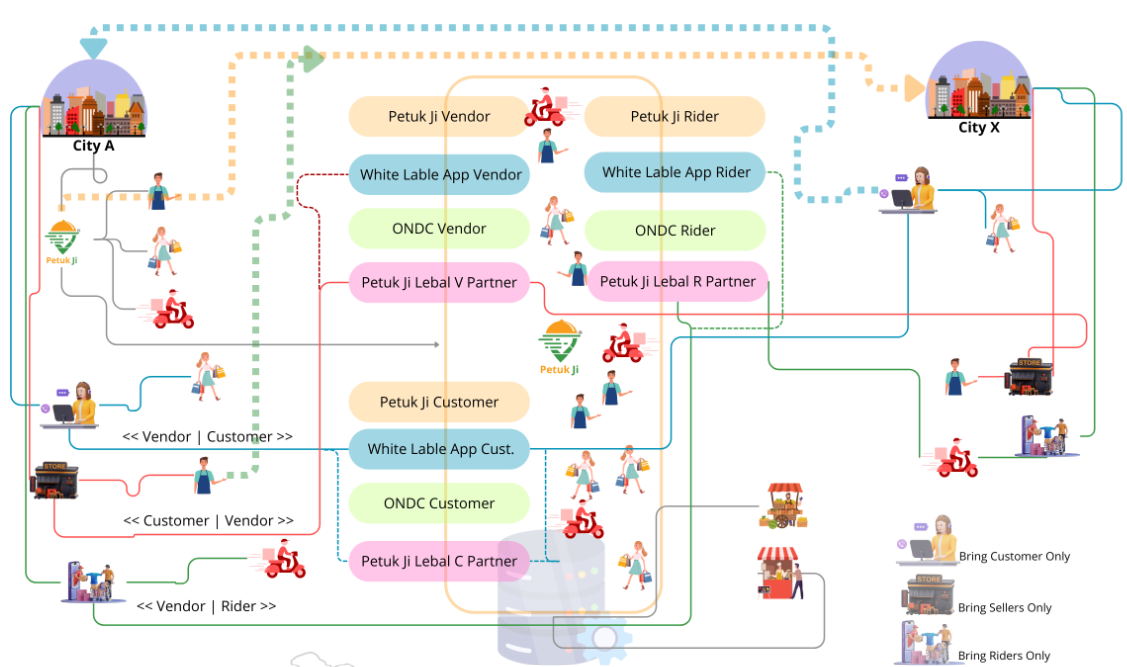 City A
City X
Petuk Ji Vendor
Petuk Ji Rider
White Lable App Vendor
White Lable App Rider
ONDC Vendor
ONDC Rider
Petuk Ji
Petuk Ji Lebal V Partner
Petuk Ji Lebal R Partner
Petuk Ji
Petuk Ji Customer
<< Vendor | Customer >>
White Lable App Cust.
STORE
STORE
ONDC Customer
<< Customer | Vendor >>
Petuk Ji Lebal C Partner
Bring Customer Only
STORE
Bring Sellers Only
<< Vendor | Rider >>
Bring Riders Only